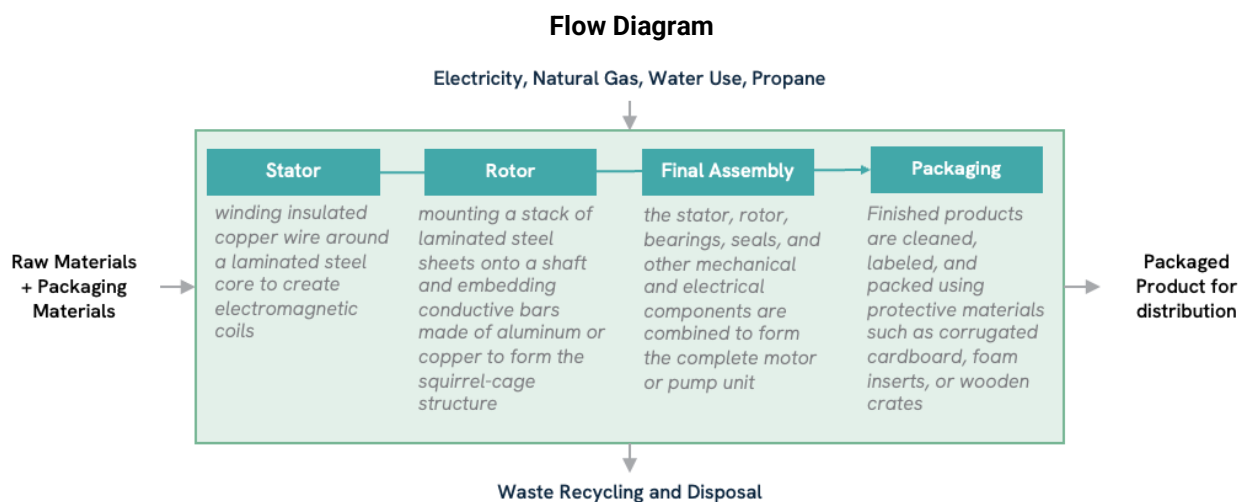 Flow Diagram
Electricity, Natural Gas, Water Use, Propane
Raw Materials
+ Packaging
Materials
Stator
winding insulated
copper wire around
a laminated steel
core to create
electromagnetic
coils
Rotor
mounting a stack of
laminated steel
sheets onto a shaft
and embedding
conductive bars
made of aluminum or
copper to form the
squirrel-cage
structure
Final Assembly
the stator, rotor,
bearings, seals, and
other mechanical
and electrical
components are
combined to form
the complete motor
or pump unit
Packaging
Finished products
are cleaned,
labeled, and
packed using
protective materials
such as corrugated
cardboard, foam
inserts, or wooden
crates
Packaged
Product for
distribution
Waste Recycling and Disposal